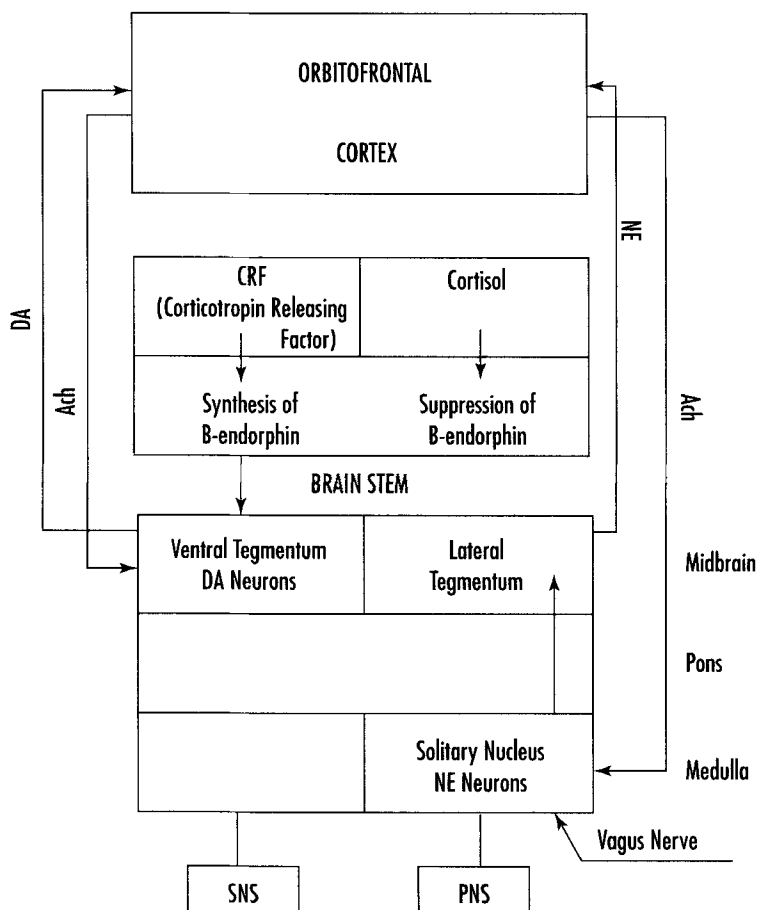 ORBITOFRONTAL
CORTEX
DA
Ach
NE
Ach
CRF
(Corticotropin Releasing
Factor)
Cortisol
Synthesis of
B-endorphin
Suppression of
B-endorphin
BRAIN STEM
Ventral Tegmentum
DA Neurons
Lateral
Tegmentum
Midbrain
Pons
Solitary Nucleus
NE Neurons
Medulla
Vagus Nerve
SNS
PNS